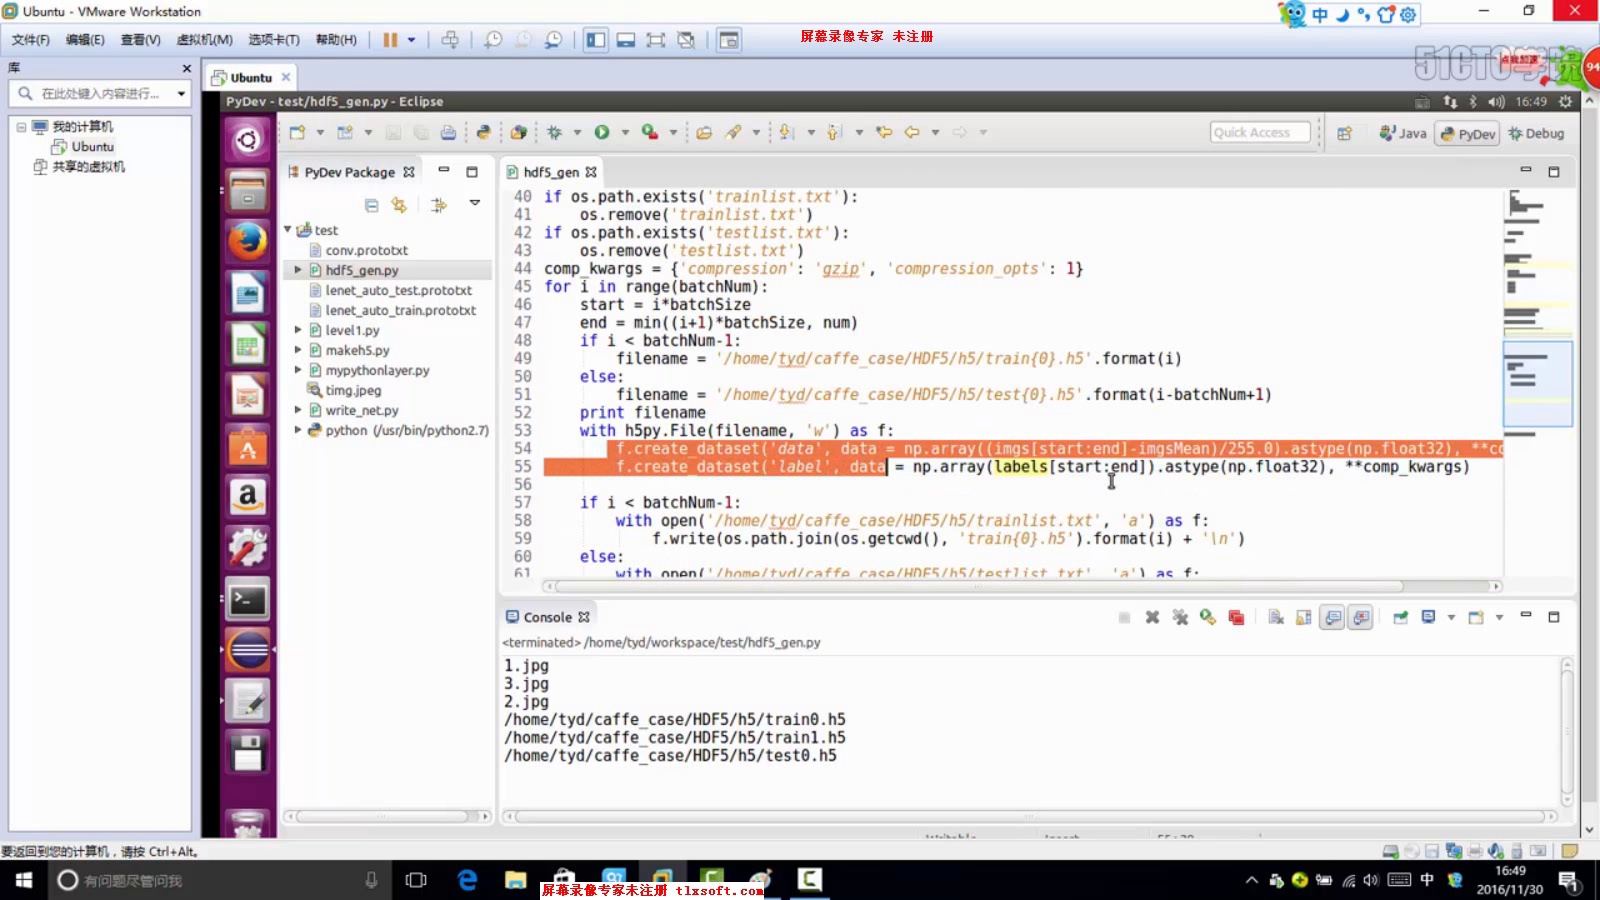 Ubuntu - VMware Workstation
中
文件(F) 编辑(E) 查看(V) 虚拟机(M) 选项卡(T) 帮助(H)
屏幕录像专家 未注册
51CTO学院
点我加速
94
库
在此处键入内容进行...
我的计算机
Ubuntu
共享的虚拟机
Ubuntu
PyDev - test/hdf5_gen.py - Eclipse
16:49
Quick Access
Java
PyDev
Debug
PyDev Package
test
conv.prototxt
hdf5_gen.py
lenet_auto_test.prototxt
lenet_auto_train.prototxt
level1.py
makeh5.py
mypythonlayer.py
timg.jpeg
write_net.py
python (/usr/bin/python2.7)
hdf5_gen
40 if os.path.exists('trainlist.txt'):
41 os.remove('trainlist.txt')
42 if os.path.exists('testlist.txt'):
43 os.remove('testlist.txt')
44 comp_kwargs = {'compression': 'gzip', 'compression_opts': 1}
45 for i in range(batchNum):
46 start = i*batchSize
47 end = min((i+1)*batchSize, num)
48 if i < batchNum-1:
49 filename = '/home/tyd/caffe_case/HDF5/h5/train{0}.h5'.format(i)
50 else:
51 filename = '/home/tyd/caffe_case/HDF5/h5/test{0}.h5'.format(i-batchNum+1)
52 print filename
53 with h5py.File(filename, 'w') as f:
54 f.create_dataset('data', data = np.array((imgs[start:end]-imgsMean)/255.0).astype(np.float32), **co
55 f.create_dataset('label', data = np.array(labels[start:end]).astype(np.float32), **comp_kwargs)
56
57 if i < batchNum-1:
58 with open('/home/tyd/caffe_case/HDF5/h5/trainlist.txt', 'a') as f:
59 f.write(os.path.join(os.getcwd(), 'train{0}.h5').format(i) + '\n')
60 else:
61 with open('/home/tyd/caffe_case/HDF5/h5/testlist.txt', 'a') as f:
Console
<terminated> /home/tyd/workspace/test/hdf5_gen.py
1.jpg
3.jpg
2.jpg
/home/tyd/caffe_case/HDF5/h5/train0.h5
/home/tyd/caffe_case/HDF5/h5/train1.h5
/home/tyd/caffe_case/HDF5/h5/test0.h5
要返回到您的计算机，请按 Ctrl+Alt。
有问题尽管问我
屏幕录像专家未注册 tlxsoft.com
中
16:49
2016/11/30
1